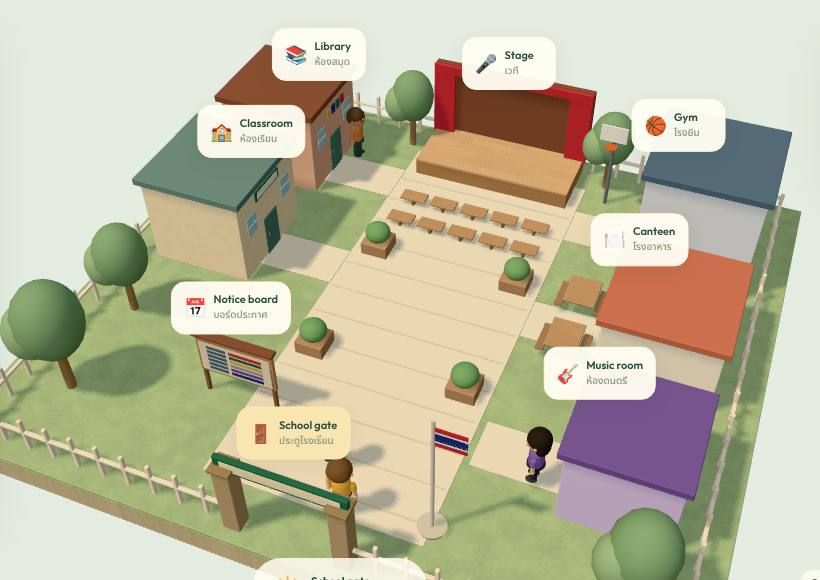 Library
ห้องสมุด
Stage
เวที
Classroom
ห้องเรียน
Gym
โรงยิม
Canteen
โรงอาหาร
Notice board
บอร์ดประกาศ
Music room
ห้องดนตรี
School gate
ประตูโรงเรียน
School gate